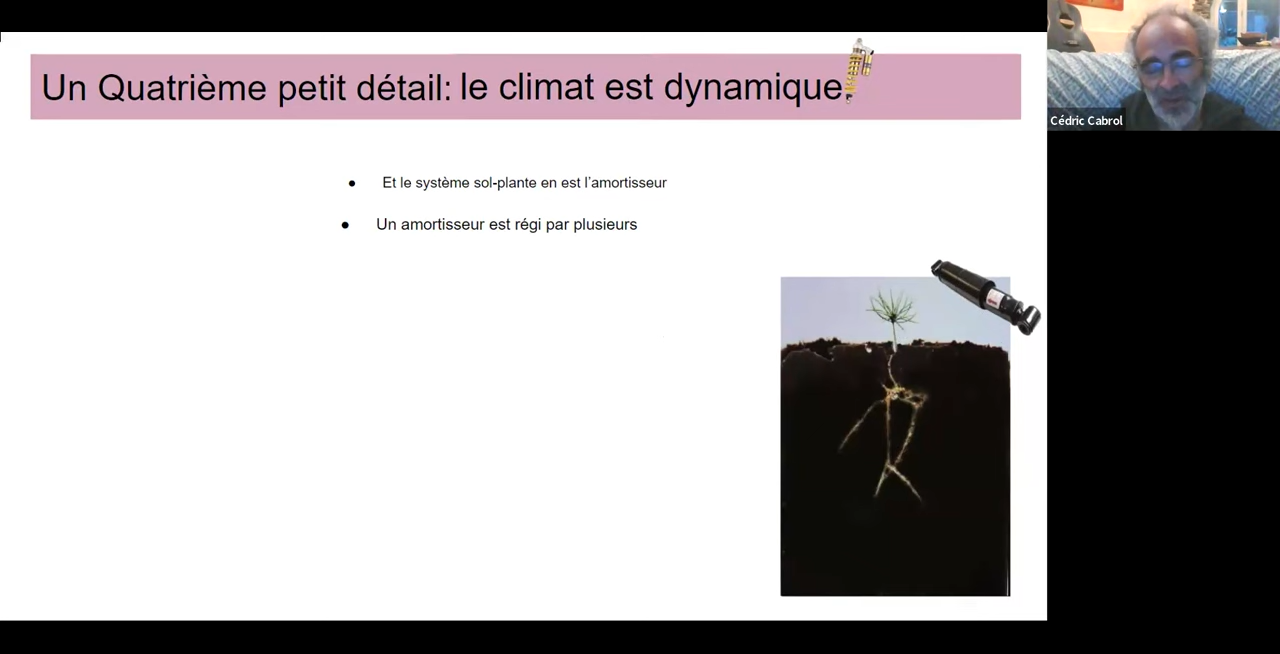 Un Quatrième petit détail: le climat est dynamique
Et le système sol-plante en est l’amortisseur
Un amortisseur est régi par plusieurs
Cédric Cabrol